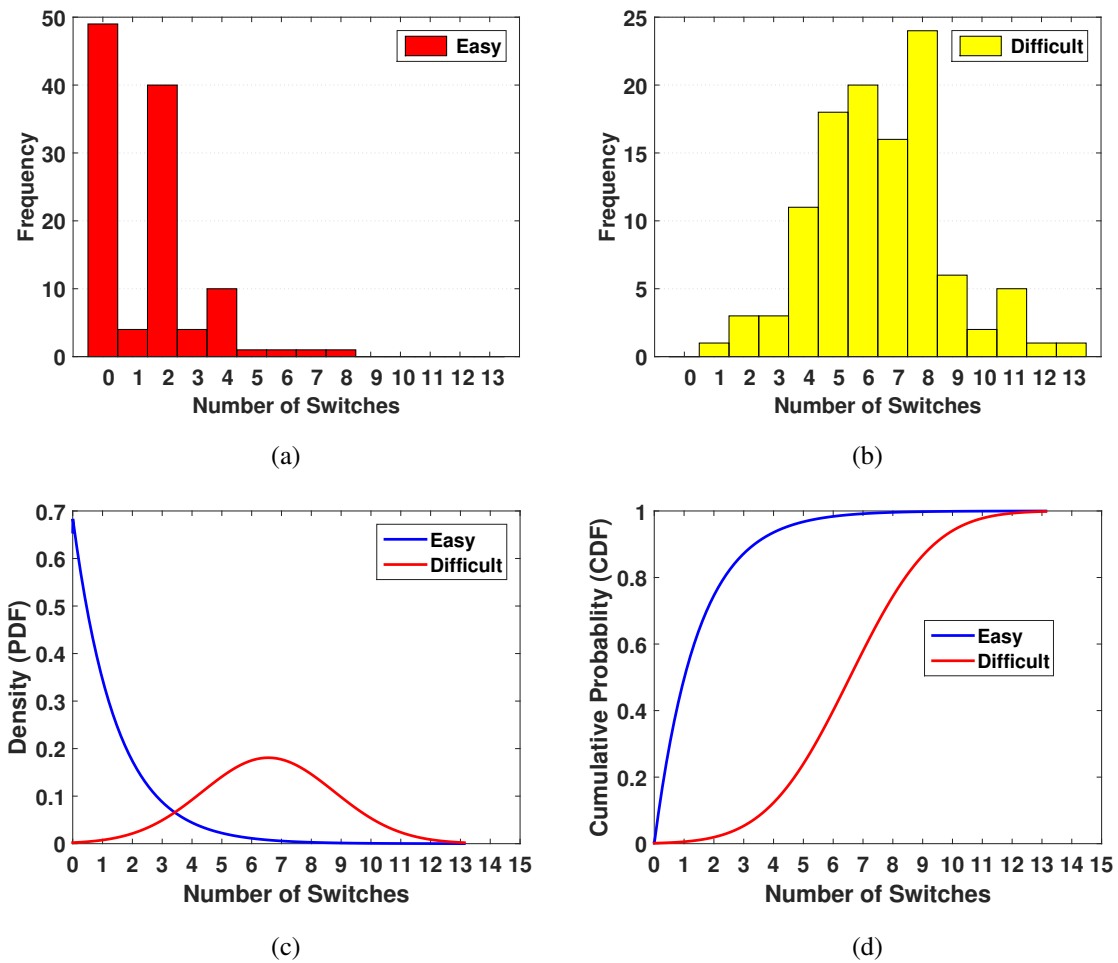 50
40
30
20
10
0
Frequency
Easy
0 1 2 3 4 5 6 7 8 9 10 11 12 13
Number of Switches
(a)
25
20
15
10
5
0
Frequency
Difficult
0 1 2 3 4 5 6 7 8 9 10 11 12 13
Number of Switches
(b)
0.7
0.6
0.5
0.4
0.3
0.2
0.1
0
Density (PDF)
Easy
Difficult
0 1 2 3 4 5 6 7 8 9 10 11 12 13 14 15
Number of Switches
(c)
1
0.8
0.6
0.4
0.2
0
Cumulative Probablity (CDF)
Easy
Difficult
0 1 2 3 4 5 6 7 8 9 10 11 12 13 14 15
Number of Switches
(d)